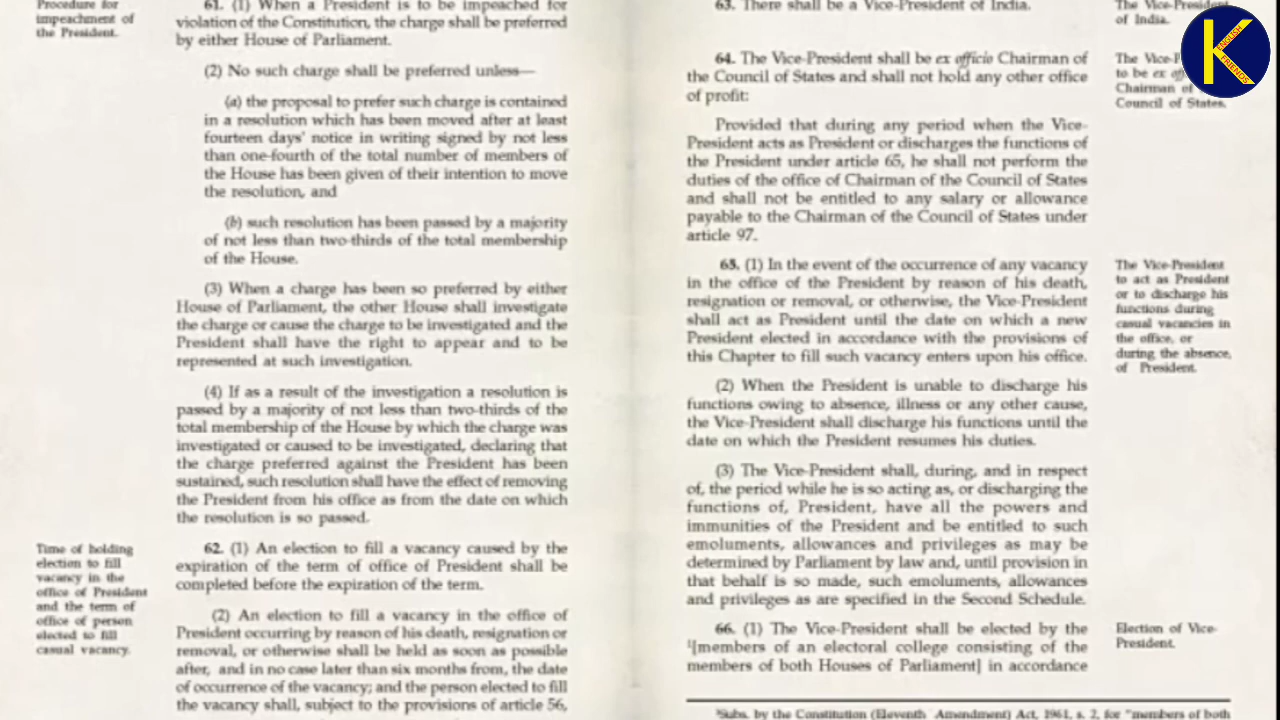 Procedure for
impeachment of
the President.
61. (1) When a President is to be impeached for
violation of the Constitution, the charge shall be preferred
by either House of Parliament.
(2) No such charge shall be preferred unless—
(a) the proposal to prefer such charge is contained
in a resolution which has been moved after at least
fourteen days' notice in writing signed by not less
than one-fourth of the total number of members of
the House has been given of their intention to move
the resolution, and
(b) such resolution has been passed by a majority
of not less than two-thirds of the total membership
of the House.
(3) When a charge has been so preferred by either
House of Parliament, the other House shall investigate
the charge or cause the charge to be investigated and the
President shall have the right to appear and to be
represented at such investigation.
(4) If as a result of the investigation a resolution is
passed by a majority of not less than two-thirds of the
total membership of the House by which the charge was
investigated or caused to be investigated, declaring that
the charge preferred against the President has been
sustained, such resolution shall have the effect of removing
the President from his office as from the date on which
the resolution is so passed.
Time of holding
election to fill
vacancy in the
office of President
and the term of
office of person
elected to fill
casual vacancy.
62. (1) An election to fill a vacancy caused by the
expiration of the term of office of President shall be
completed before the expiration of the term.
(2) An election to fill a vacancy in the office of
President occurring by reason of his death, resignation or
removal, or otherwise shall be held as soon as possible
after, and in no case later than six months from, the date
of occurrence of the vacancy; and the person elected to fill
the vacancy shall, subject to the provisions of article 56,
63. There shall be a Vice-President of India.
The Vice-President
of India.
64. The Vice-President shall be ex officio Chairman of
the Council of States and shall not hold any other office
of profit:
The
to be ex
Chairman of
Council of States.
Provided that during any period when the Vice-
President acts as President or discharges the functions of
the President under article 65, he shall not perform the
duties of the office of Chairman of the Council of States
and shall not be entitled to any salary or allowance
payable to the Chairman of the Council of States under
article 97.
65. (1) In the event of the occurrence of any vacancy
in the office of the President by reason of his death,
resignation or removal, or otherwise, the Vice-President
shall act as President until the date on which a new
President elected in accordance with the provisions of
this Chapter to fill such vacancy enters upon his office.
The Vice-President
to act as President
or to discharge his
functions during
casual vacancies in
the office, or
during the absence,
of President.
(2) When the President is unable to discharge his
functions owing to absence, illness or any other cause,
the Vice-President shall discharge his functions until the
date on which the President resumes his duties.
(3) The Vice-President shall, during, and in respect
of, the period while he is so acting as, or discharging the
functions of, President, have all the powers and
immunities of the President and be entitled to such
emoluments, allowances and privileges as may be
determined by Parliament by law and, until provision in
that behalf is so made, such emoluments, allowances
and privileges as are specified in the Second Schedule.
66. (1) The Vice-President shall be elected by the
¹[members of an electoral college consisting of the
members of both Houses of Parliament] in accordance
Election of Vice-
President.
¹Subs. by the Constitution (Eleventh Amendment) Act, 1961, s. 2, for "members of both
K
ENGLISH
FRIENDS